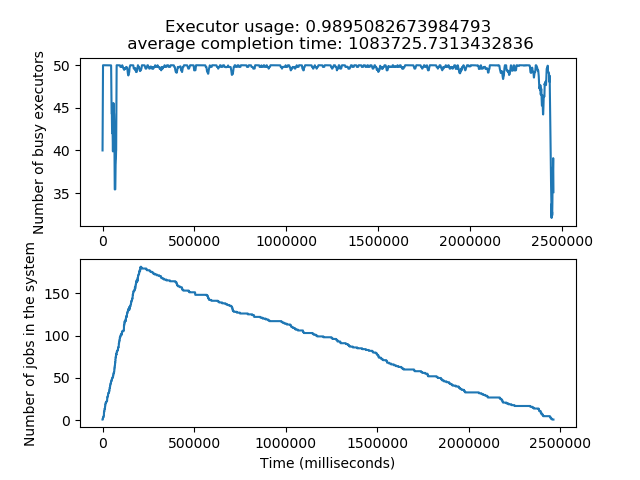 Executor usage: 0.9895082673984793
average completion time: 1083725.7313432836
Number of busy executors
50
45
40
35
0 500000 1000000 1500000 2000000 2500000
Number of jobs in the system
150
100
50
0
0 500000 1000000 1500000 2000000 2500000
Time (milliseconds)